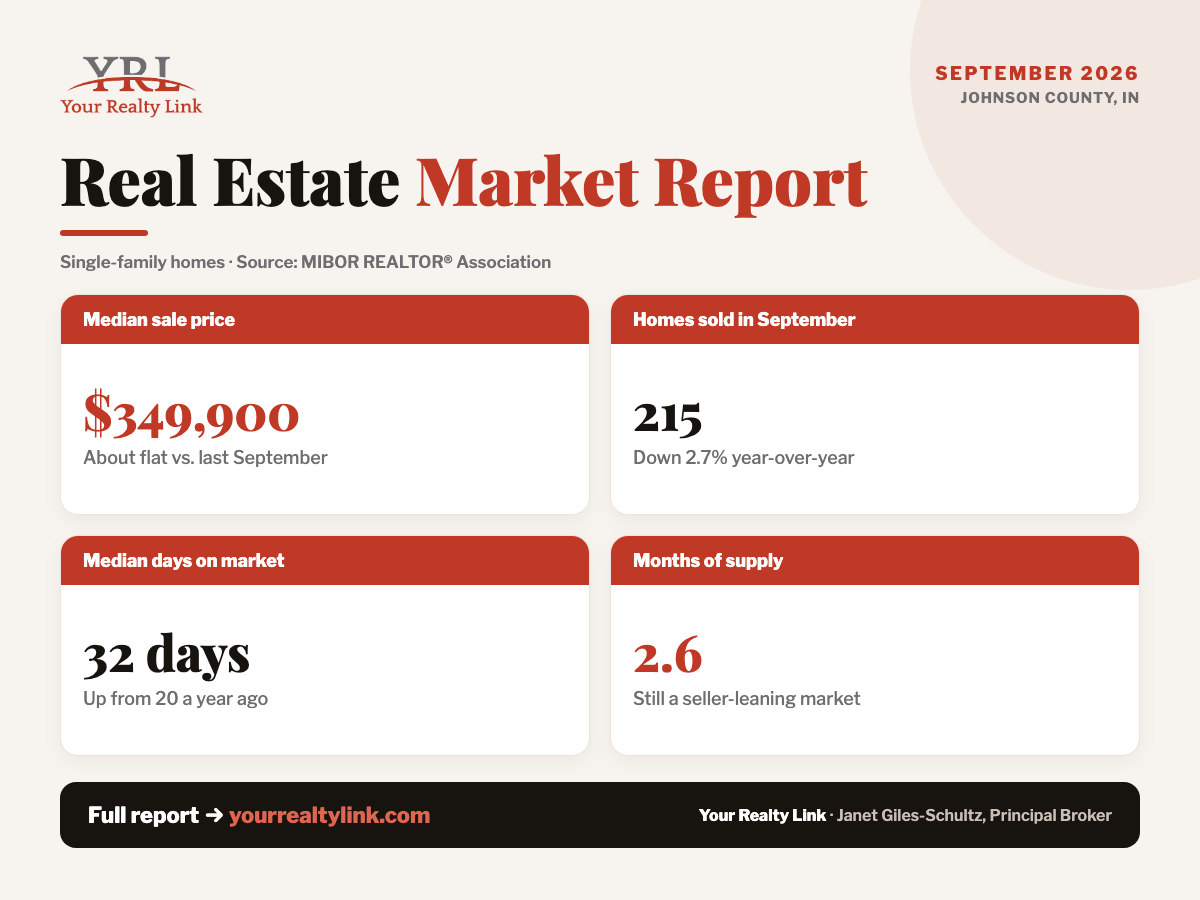 YRL
Your Realty Link
SEPTEMBER 2026
JOHNSON COUNTY, IN
Real Estate Market Report
Single-family homes · Source: MIBOR REALTOR® Association
Median sale price
$349,900
About flat vs. last September
Homes sold in September
215
Down 2.7% year-over-year
Median days on market
32 days
Up from 20 a year ago
Months of supply
2.6
Still a seller-leaning market
Full report → yourrealtylink.com
Your Realty Link · Janet Giles-Schultz, Principal Broker